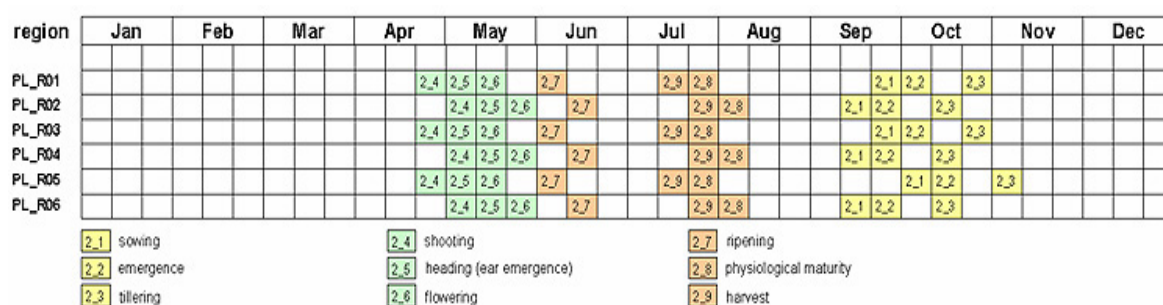 region Jan Feb Mar Apr May Jun Jul Aug Sep Oct Nov Dec
PL_R01 2_4 2_5 2_6 2_7 2_9 2_8 2_1 2_2 2_3
PL_R02 2_4 2_5 2_6 2_7 2_9 2_8 2_1 2_2 2_3
PL_R03 2_4 2_5 2_6 2_7 2_9 2_8 2_1 2_2 2_3
PL_R04 2_4 2_5 2_6 2_7 2_9 2_8 2_1 2_2 2_3
PL_R05 2_4 2_5 2_6 2_7 2_9 2_8 2_1 2_2 2_3
PL_R06 2_4 2_5 2_6 2_7 2_9 2_8 2_1 2_2 2_3
2_1 sowing 2_4 shooting 2_7 ripening
2_2 emergence 2_5 heading (ear emergence) 2_8 physiological maturity
2_3 tillering 2_6 flowering 2_9 harvest